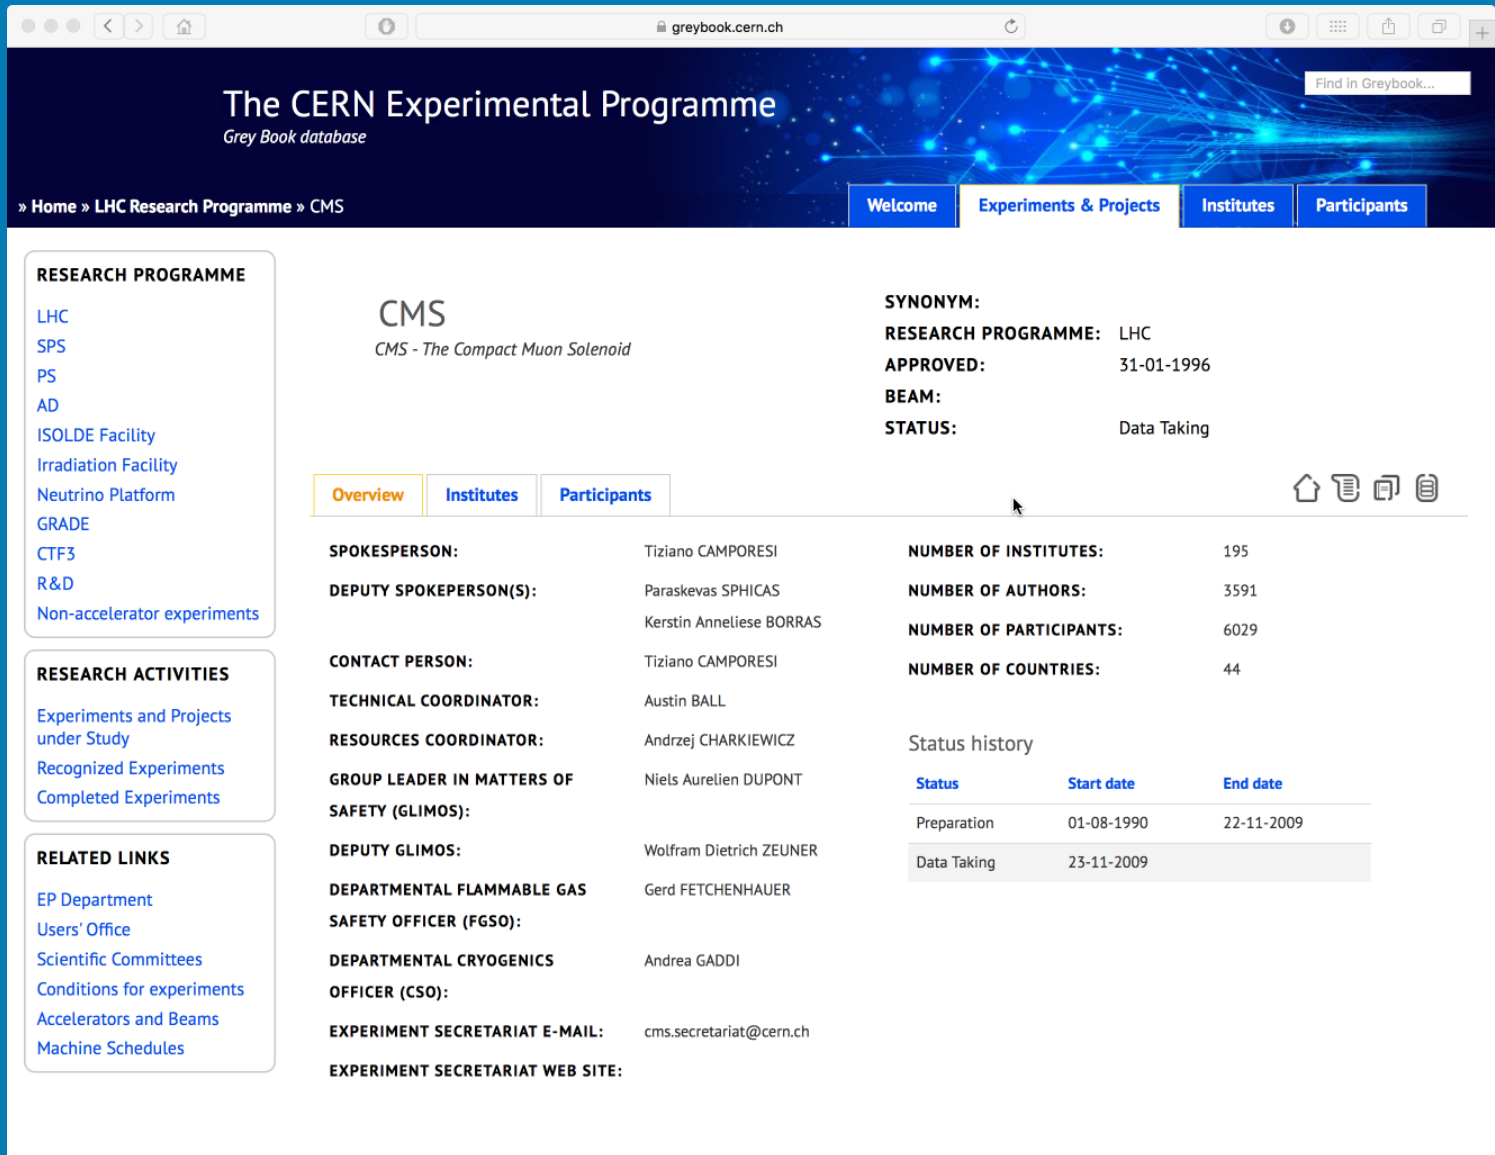 greybook.cern.ch
The CERN Experimental Programme
Grey Book database
Find in Greybook...
» Home » LHC Research Programme » CMS
Welcome
Experiments & Projects
Institutes
Participants
RESEARCH PROGRAMME
LHC
SPS
PS
AD
ISOLDE Facility
Irradiation Facility
Neutrino Platform
GRADE
CTF3
R&D
Non-accelerator experiments
RESEARCH ACTIVITIES
Experiments and Projects
under Study
Recognized Experiments
Completed Experiments
RELATED LINKS
EP Department
Users' Office
Scientific Committees
Conditions for experiments
Accelerators and Beams
Machine Schedules
CMS
CMS - The Compact Muon Solenoid
SYNONYM:
RESEARCH PROGRAMME: LHC
APPROVED: 31-01-1996
BEAM:
STATUS: Data Taking
Overview
Institutes
Participants
SPOKESPERSON: Tiziano CAMPORESI
DEPUTY SPOKEPERSON(S): Paraskevas SPHICAS
Kerstin Anneliese BORRAS
CONTACT PERSON: Tiziano CAMPORESI
TECHNICAL COORDINATOR: Austin BALL
RESOURCES COORDINATOR: Andrzej CHARKIEWICZ
GROUP LEADER IN MATTERS OF Niels Aurelien DUPONT
SAFETY (GLIMOS):
DEPUTY GLIMOS: Wolfram Dietrich ZEUNER
DEPARTMENTAL FLAMMABLE GAS Gerd FETCHENHAUER
SAFETY OFFICER (FGSO):
DEPARTMENTAL CRYOGENICS Andrea GADDI
OFFICER (CSO):
EXPERIMENT SECRETARIAT E-MAIL: cms.secretariat@cern.ch
EXPERIMENT SECRETARIAT WEB SITE:
NUMBER OF INSTITUTES: 195
NUMBER OF AUTHORS: 3591
NUMBER OF PARTICIPANTS: 6029
NUMBER OF COUNTRIES: 44
Status history
Status Start date End date
Preparation 01-08-1990 22-11-2009
Data Taking 23-11-2009